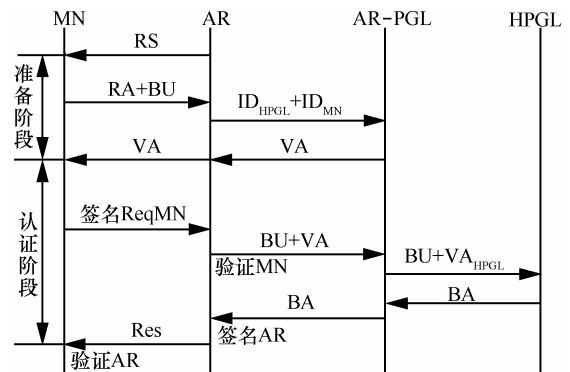 MN AR AR-PGL HPGL
RS
准备阶段
RA+BU
ID_HPGL+ID_MN
VA VA
认证阶段
签名ReqMN
BU+VA
验证MN
BU+VA_HPGL
BA
BA
Res
签名AR
验证AR